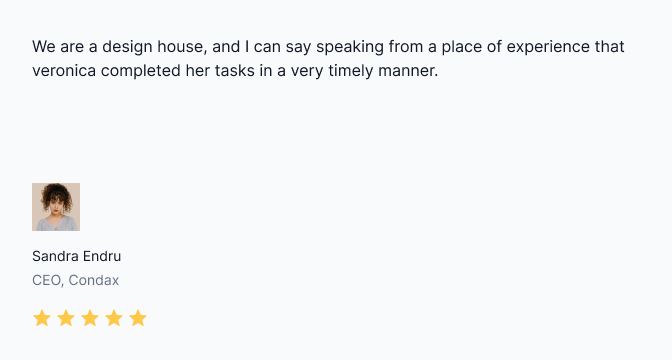 We are a design house, and I can say speaking from a place of experience that
veronica completed her tasks in a very timely manner.
Sandra Endru
CEO, Condax